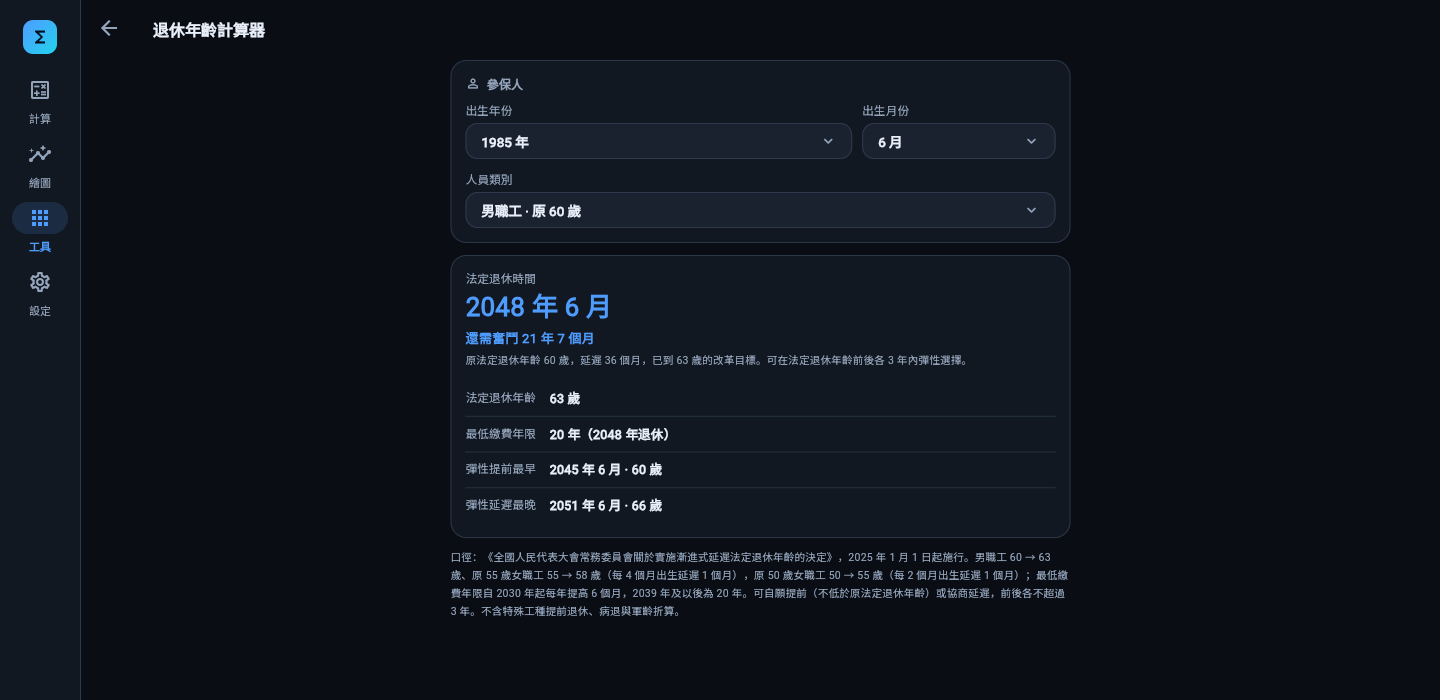 Σ
退休年齡計算器
計算
繪圖
工具
設定
參保人
出生年份
出生月份
1985 年
6 月
人員類別
男職工 · 原 60 歲
法定退休時間
2048 年 6 月
還需奮鬥 21 年 7 個月
原法定退休年齡 60 歲，延遲 36 個月，已到 63 歲的改革目標。可在法定退休年齡前後各 3 年內彈性選擇。
法定退休年齡 63 歲
最低繳費年限 20 年（2048 年退休）
彈性提前最早 2045 年 6 月 · 60 歲
彈性延遲最晚 2051 年 6 月 · 66 歲
口徑：《全國人民代表大會常務委員會關於實施漸進式延遲法定退休年齡的決定》，2025 年 1 月 1 日起施行。男職工 60 → 63
歲、原 55 歲女職工 55 → 58 歲（每 4 個月出生延遲 1 個月），原 50 歲女職工 50 → 55 歲（每 2 個月出生延遲 1 個月）；最低繳
費年限自 2030 年起每年提高 6 個月，2039 年及以後為 20 年。可自願提前（不低於原法定退休年齡）或協商延遲，前後各不超過
3 年。不含特殊工種提前退休、病退與軍齡折算。